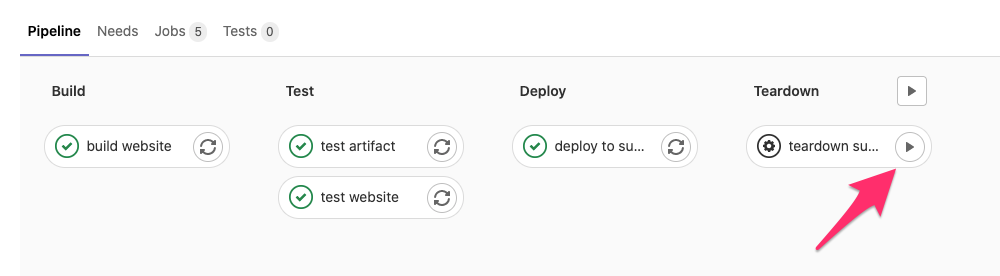 Pipeline Needs Jobs 5 Tests 0
Build Test Deploy Teardown
build website test artifact deploy to su... teardown su...
test website